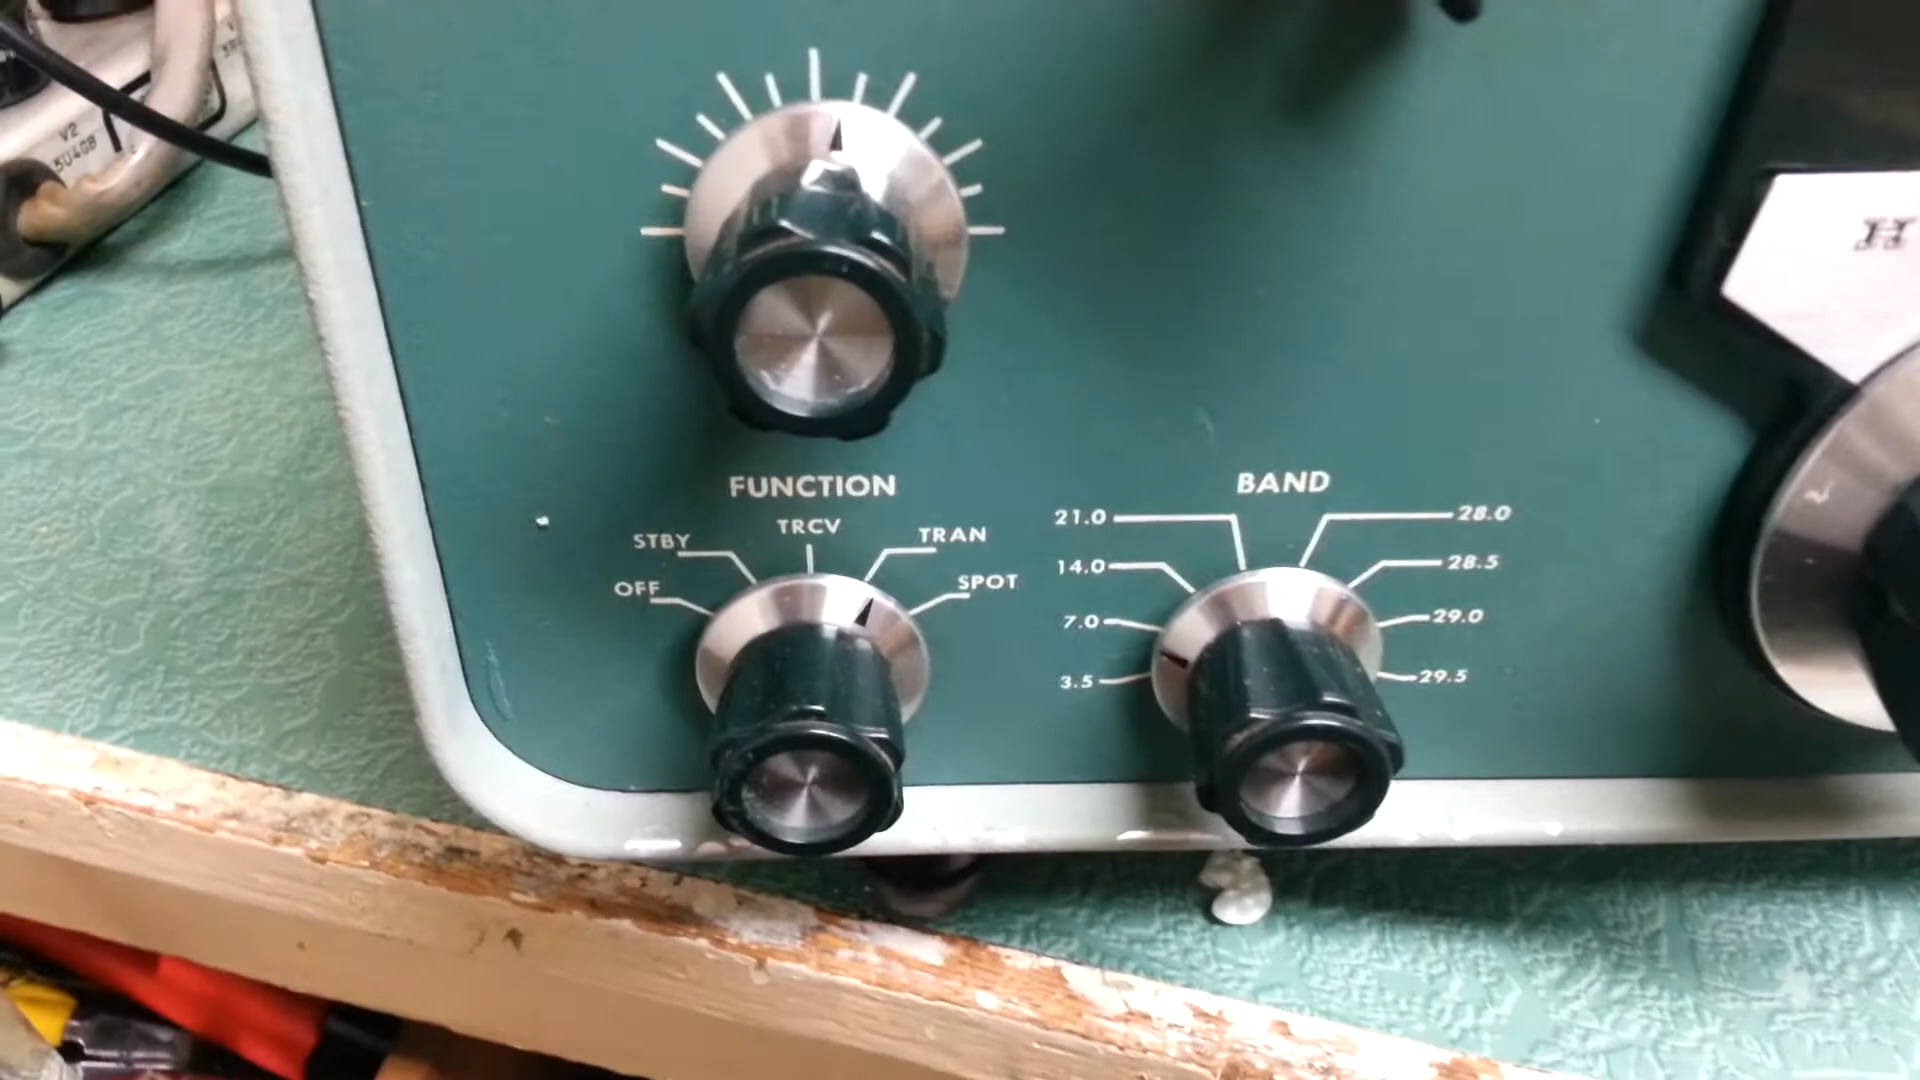 V2
5U4GB
H
FUNCTION
STBY
TRCV
TRAN
OFF
SPOT
BAND
21.0
28.0
14.0
28.5
7.0
29.0
3.5
29.5